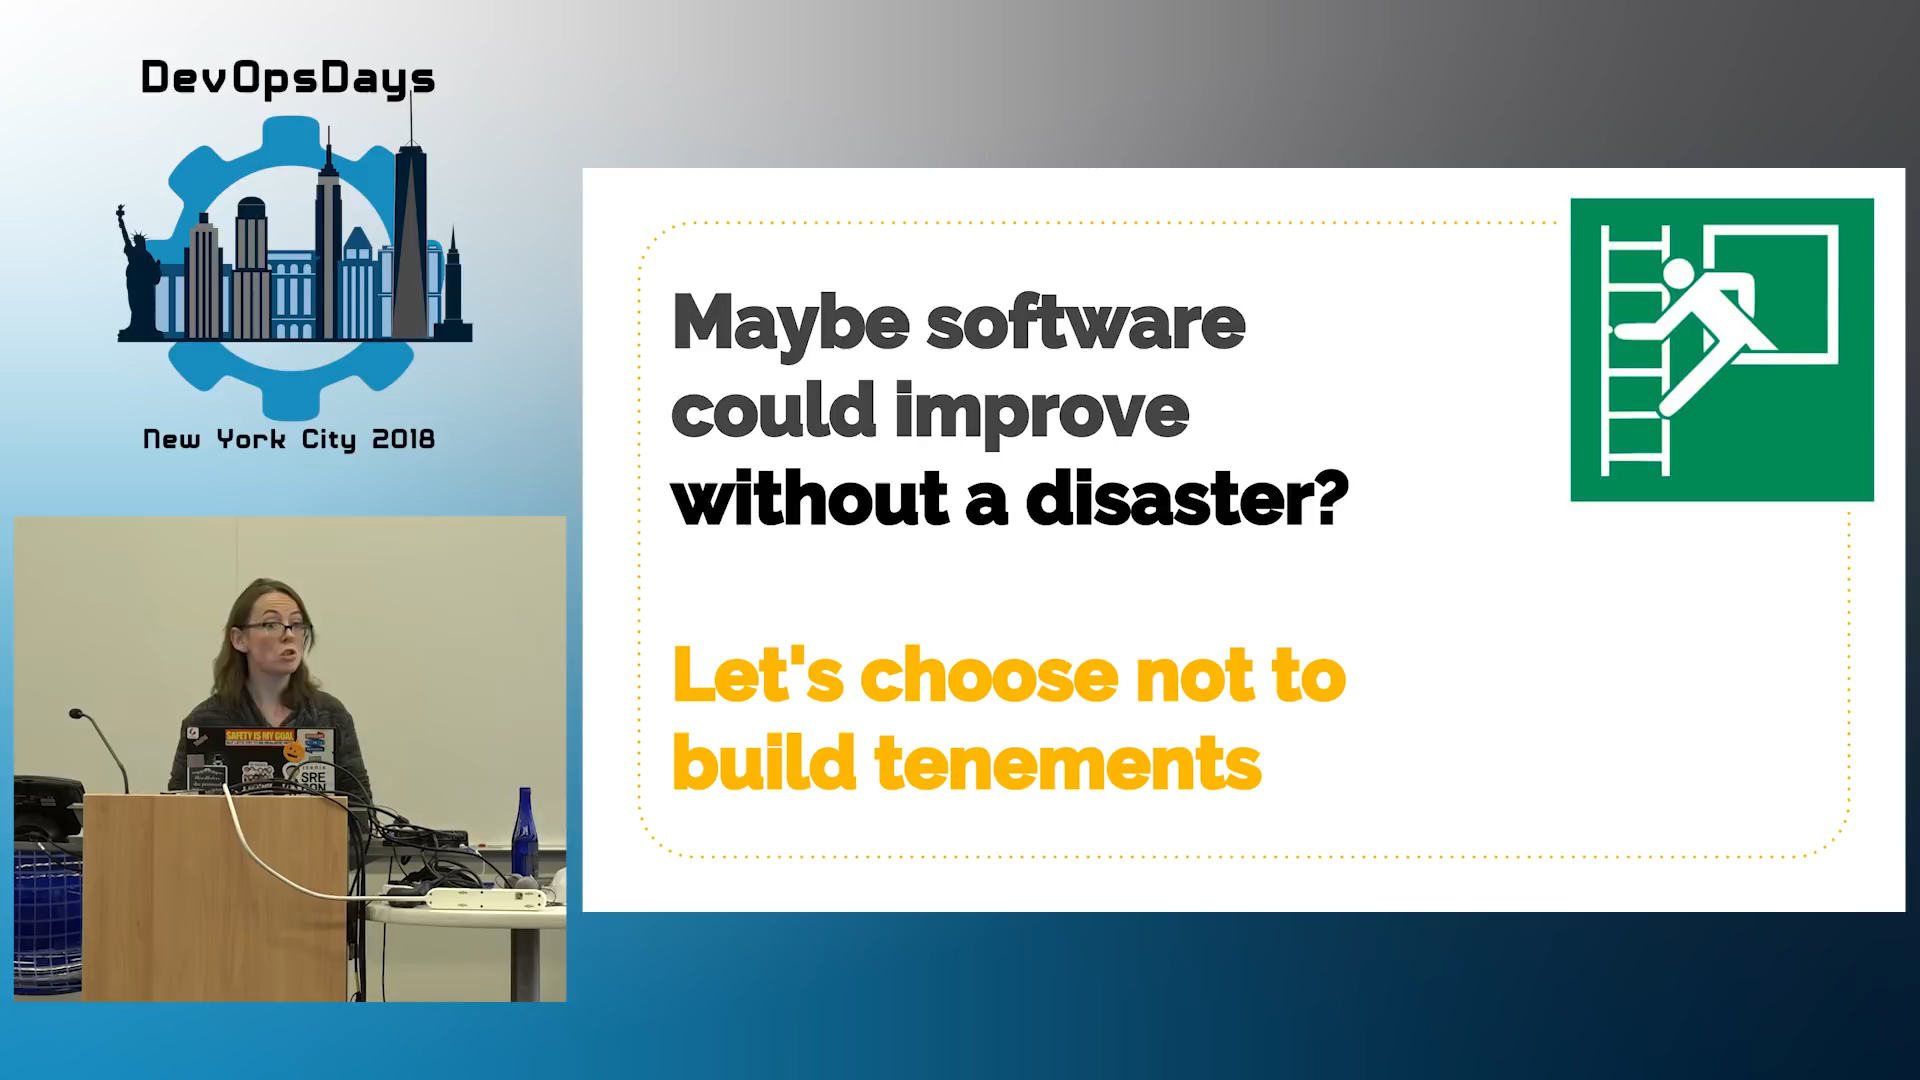 DevOpsDays
New York City 2018
Maybe software
could improve
without a disaster?
Let's choose not to
build tenements
SAFETY IS MY GOAL
SRE